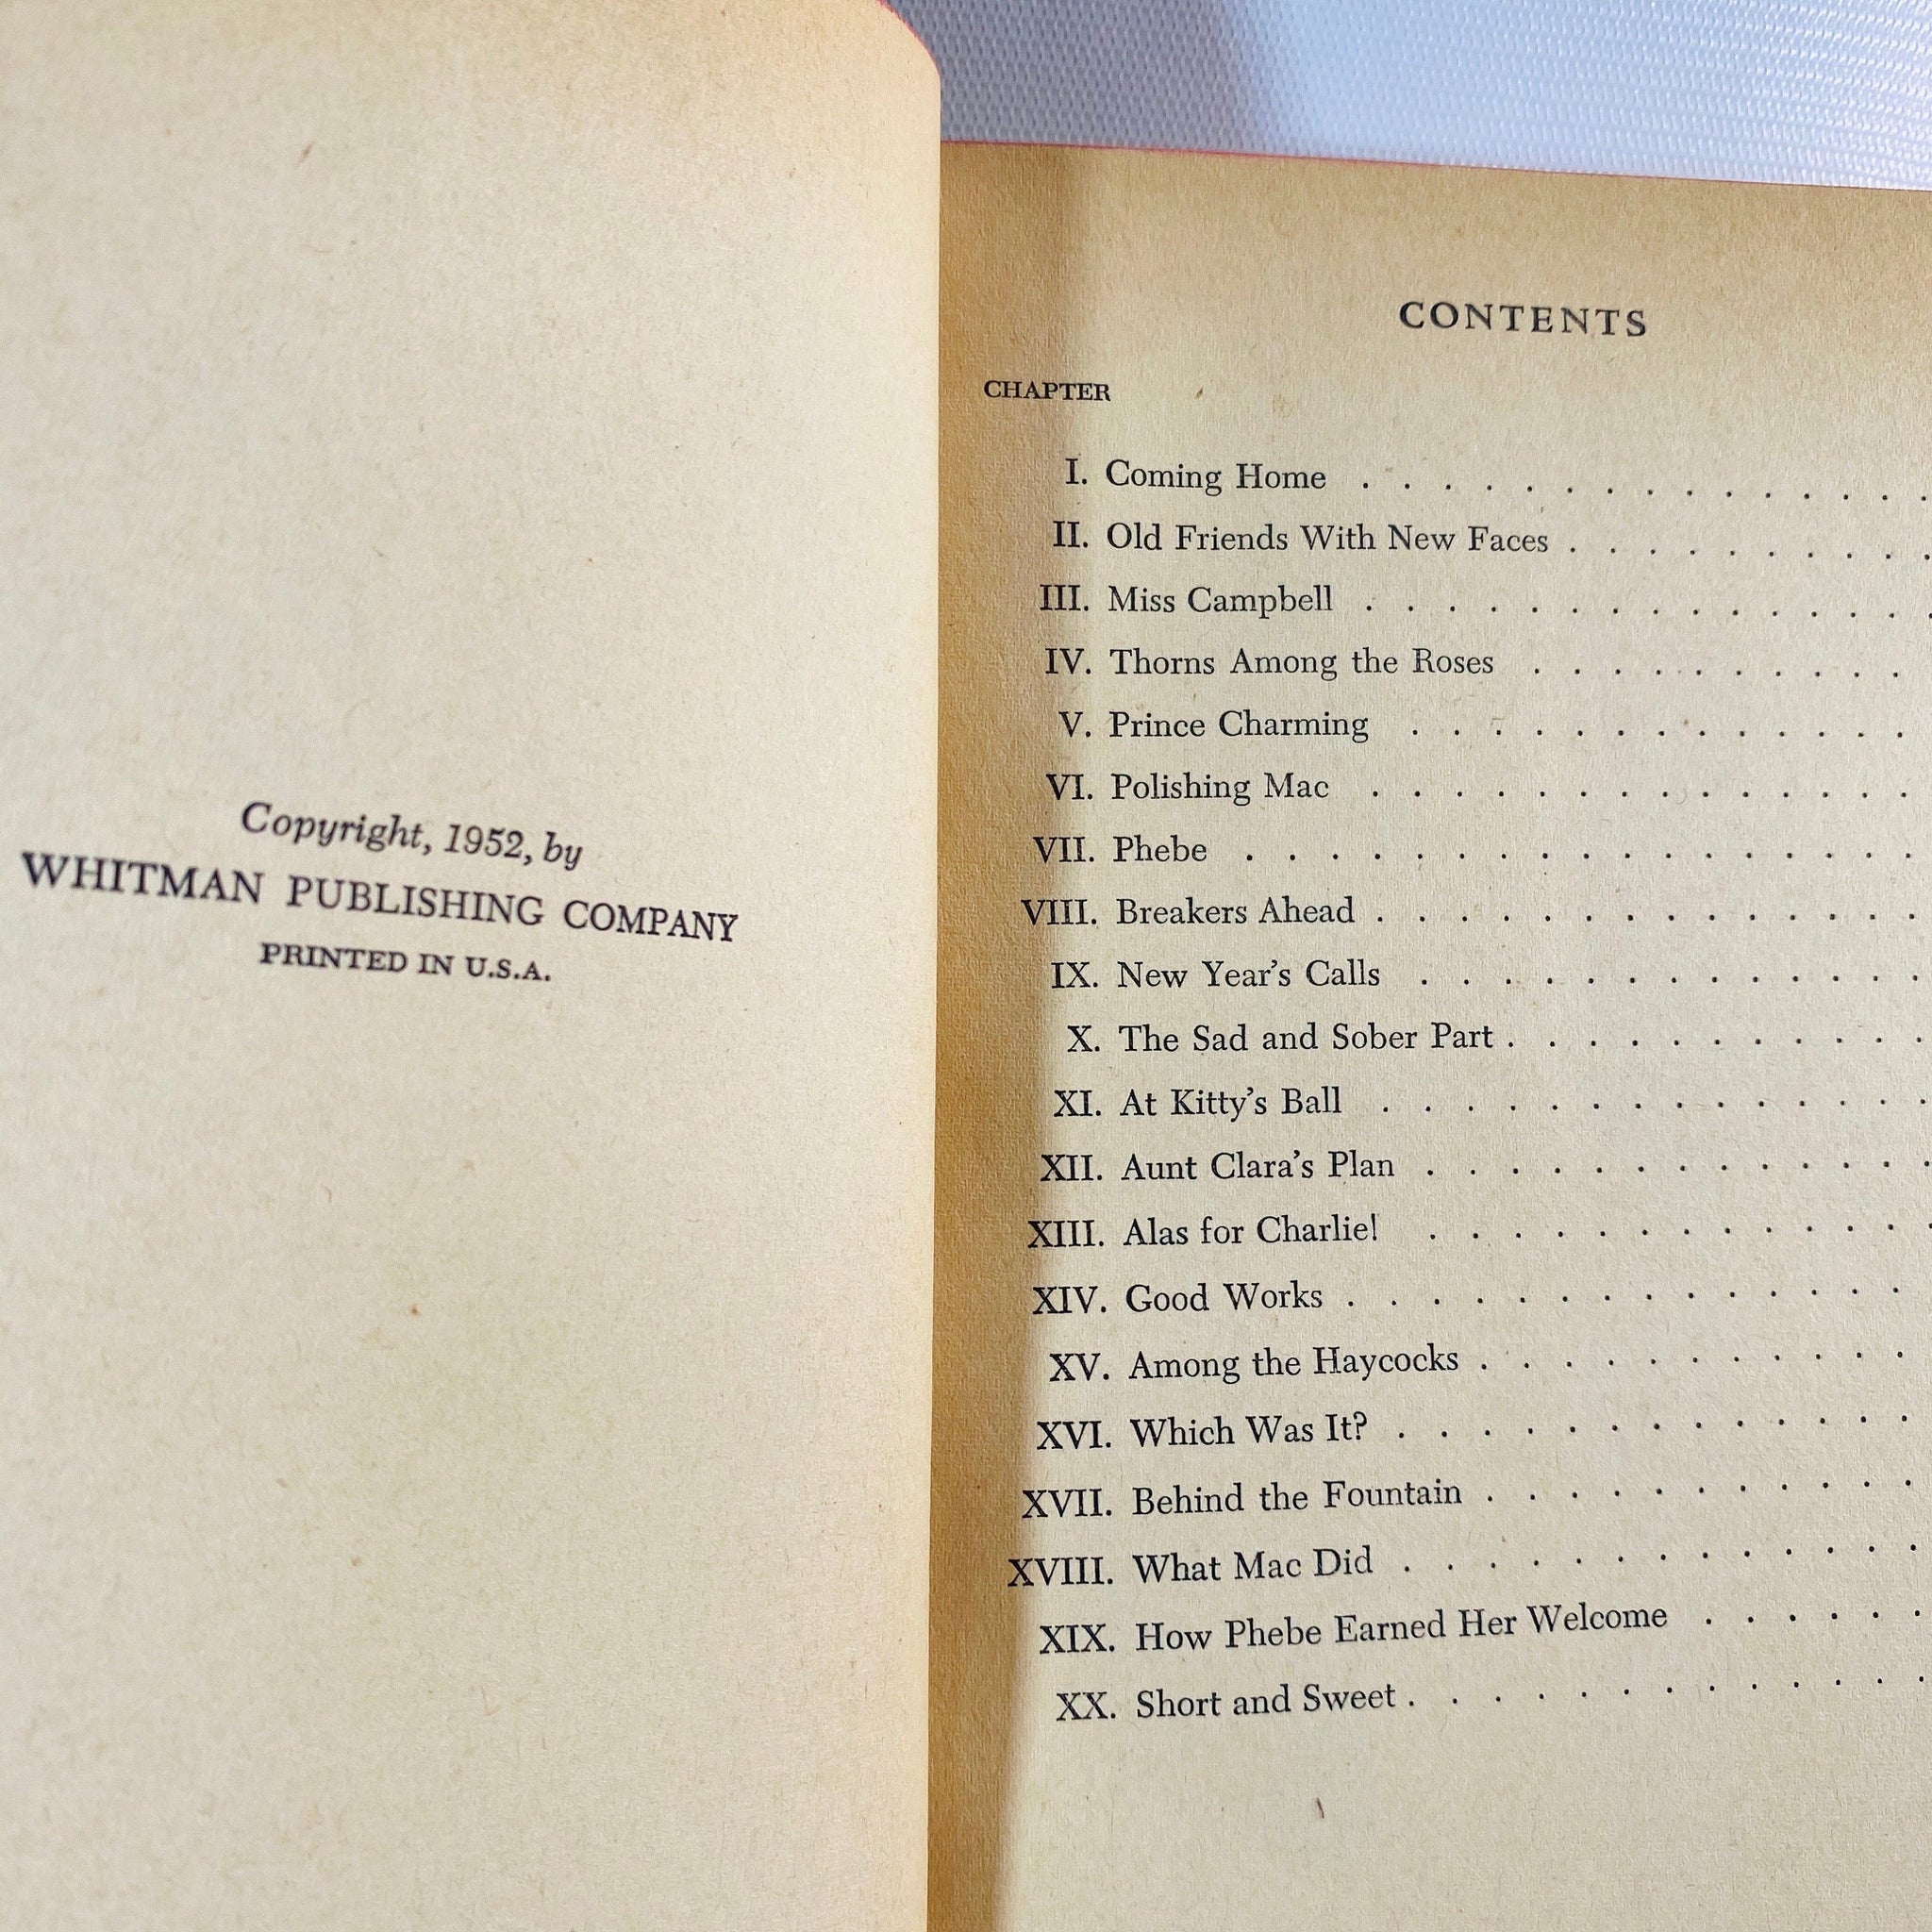 Copyright, 1952, by
WHITMAN PUBLISHING COMPANY
PRINTED IN U.S.A.
CONTENTS
CHAPTER
I. Coming Home . . . . . . . . . . . . . . .
II. Old Friends With New Faces . . . . . . . . . .
III. Miss Campbell . . . . . . . . . . . . . . .
IV. Thorns Among the Roses . . . . . . . . . .
V. Prince Charming . . . . . . . . . . . . .
VI. Polishing Mac . . . . . . . . . . . . . .
VII. Phebe . . . . . . . . . . . . . . . . .
VIII. Breakers Ahead . . . . . . . . . . . . . .
IX. New Year's Calls . . . . . . . . . . . . .
X. The Sad and Sober Part . . . . . . . . . . .
XI. At Kitty's Ball . . . . . . . . . . . . . .
XII. Aunt Clara's Plan . . . . . . . . . . . . .
XIII. Alas for Charlie! . . . . . . . . . . . . .
XIV. Good Works . . . . . . . . . . . . . .
XV. Among the Haycocks . . . . . . . . . . .
XVI. Which Was It? . . . . . . . . . . . . .
XVII. Behind the Fountain . . . . . . . . . . .
XVIII. What Mac Did . . . . . . . . . . . . .
XIX. How Phebe Earned Her Welcome . . . . . .
XX. Short and Sweet . . . . . . . . . . . . .